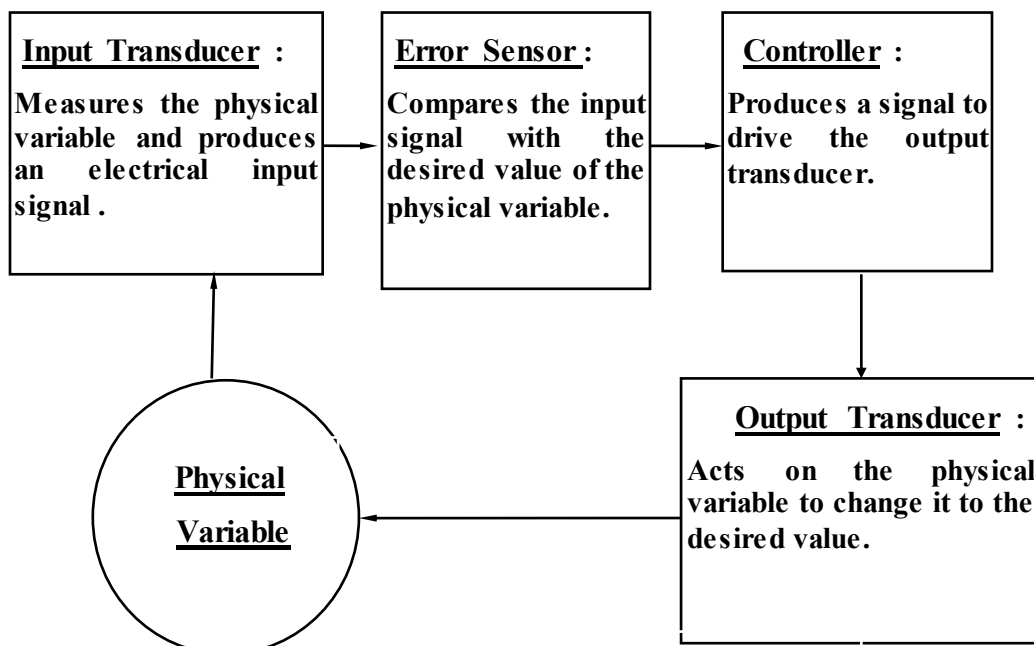 Input Transducer :
Measures the physical
variable and produces
an electrical input
signal .
Error Sensor :
Compares the input
signal with the
desired value of the
physical variable.
Controller :
Produces a signal to
drive the output
transducer.
Output Transducer :
Acts on the physical
variable to change it to the
desired value.
Physical
Variable